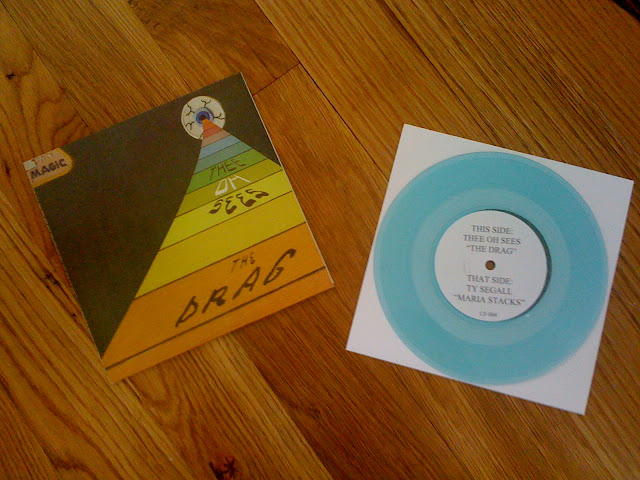 MAGIC
THEE
OH
SEES
THE
DRAG
THIS SIDE:
THEE OH SEES
"THE DRAG"
THAT SIDE:
TY SEGALL
"MARIA STACKS"